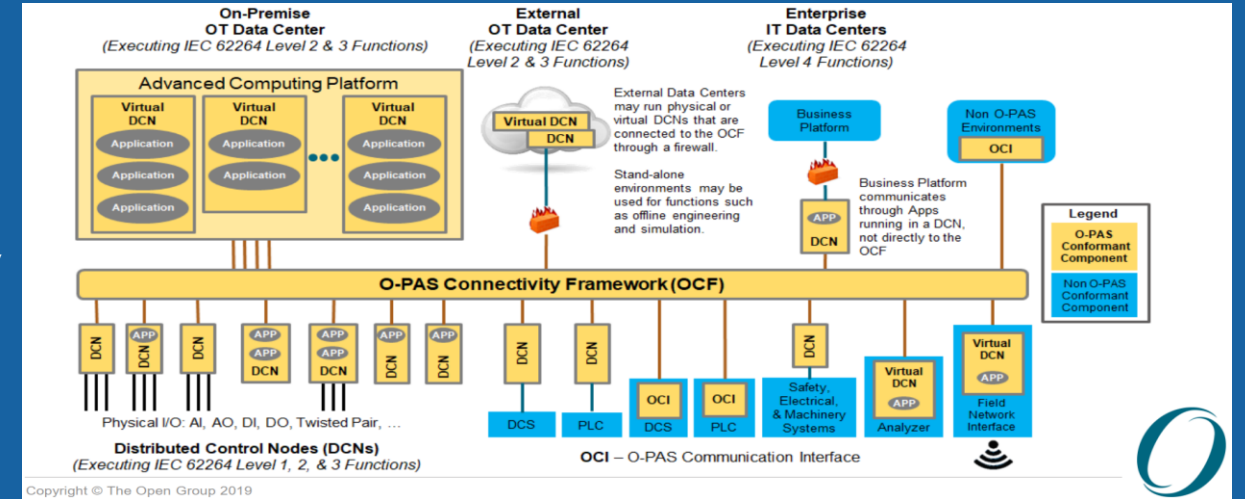 On-Premise
OT Data Center
(Executing IEC 62264 Level 2 & 3 Functions)
External
OT Data Center
(Executing IEC 62264
Level 2 & 3 Functions)
Enterprise
IT Data Centers
(Executing IEC 62264
Level 4 Functions)
Advanced Computing Platform
Virtual
DCN
Application
Application
Application
Virtual
DCN
Application
Application
Virtual
DCN
Application
Application
Application
Virtual DCN
DCN
External Data Centers
may run physical or
virtual DCNs that are
connected to the OCF
through a firewall.
Stand-alone
environments may be
used for functions such
as offline engineering
and simulation.
Business
Platform
APP
DCN
Business Platform
communicates
through Apps
running in a DCN,
not directly to the
OCF
Non O-PAS
Environments
OCI
Legend
O-PAS
Conformant
Component
Non O-PAS
Conformant
Component
O-PAS Connectivity Framework (OCF)
DCN
APP
DCN
DCN
APP
APP
DCN
APP
APP
DCN
APP
DCN
APP
DCN
Physical I/O: AI, AO, DI, DO, Twisted Pair, ...
Distributed Control Nodes (DCNs)
(Executing IEC 62264 Level 1, 2, & 3 Functions)
DCN
DCS
DCN
PLC
OCI
DCS
OCI
PLC
DCN
Safety,
Electrical,
& Machinery
Systems
Virtual
DCN
APP
Analyzer
Virtual
DCN
APP
Field
Network
Interface
OCI – O-PAS Communication Interface
Copyright © The Open Group 2019